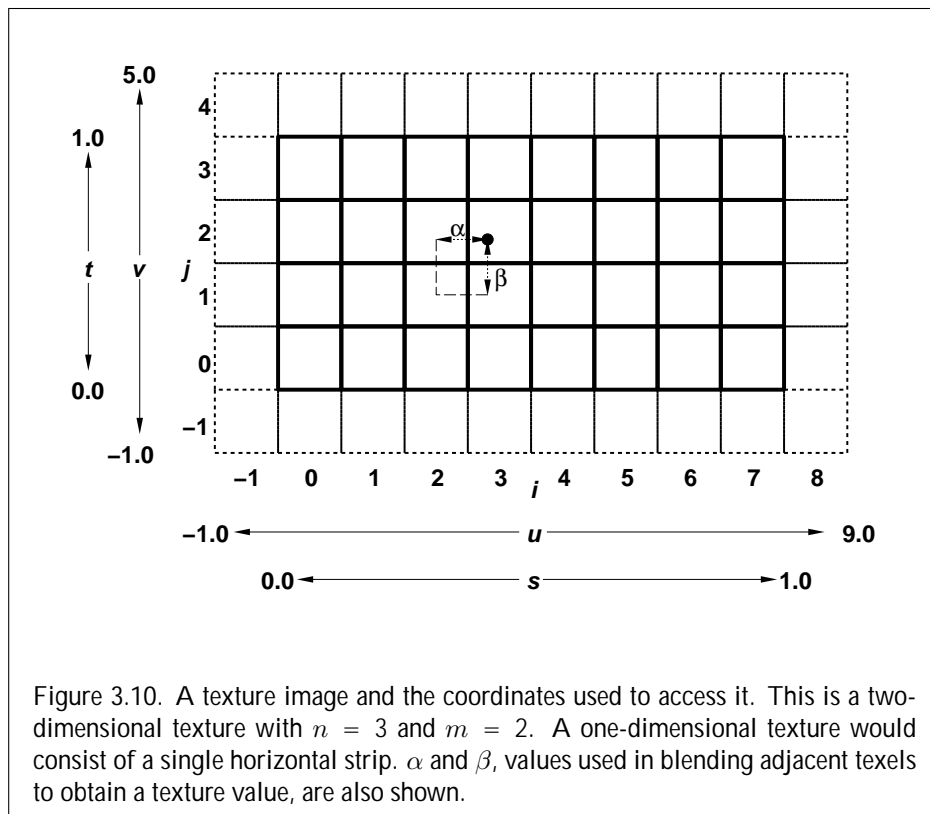 5.0
4
1.0
3
α
2
t v j
β
1
0
0.0
–1
–1.0
–1 0 1 2 3 4 5 6 7 8
i
–1.0 u 9.0
0.0 s 1.0
Figure 3.10. A texture image and the coordinates used to access it. This is a two-
dimensional texture with n = 3 and m = 2. A one-dimensional texture would
consist of a single horizontal strip. α and β, values used in blending adjacent texels
to obtain a texture value, are also shown.